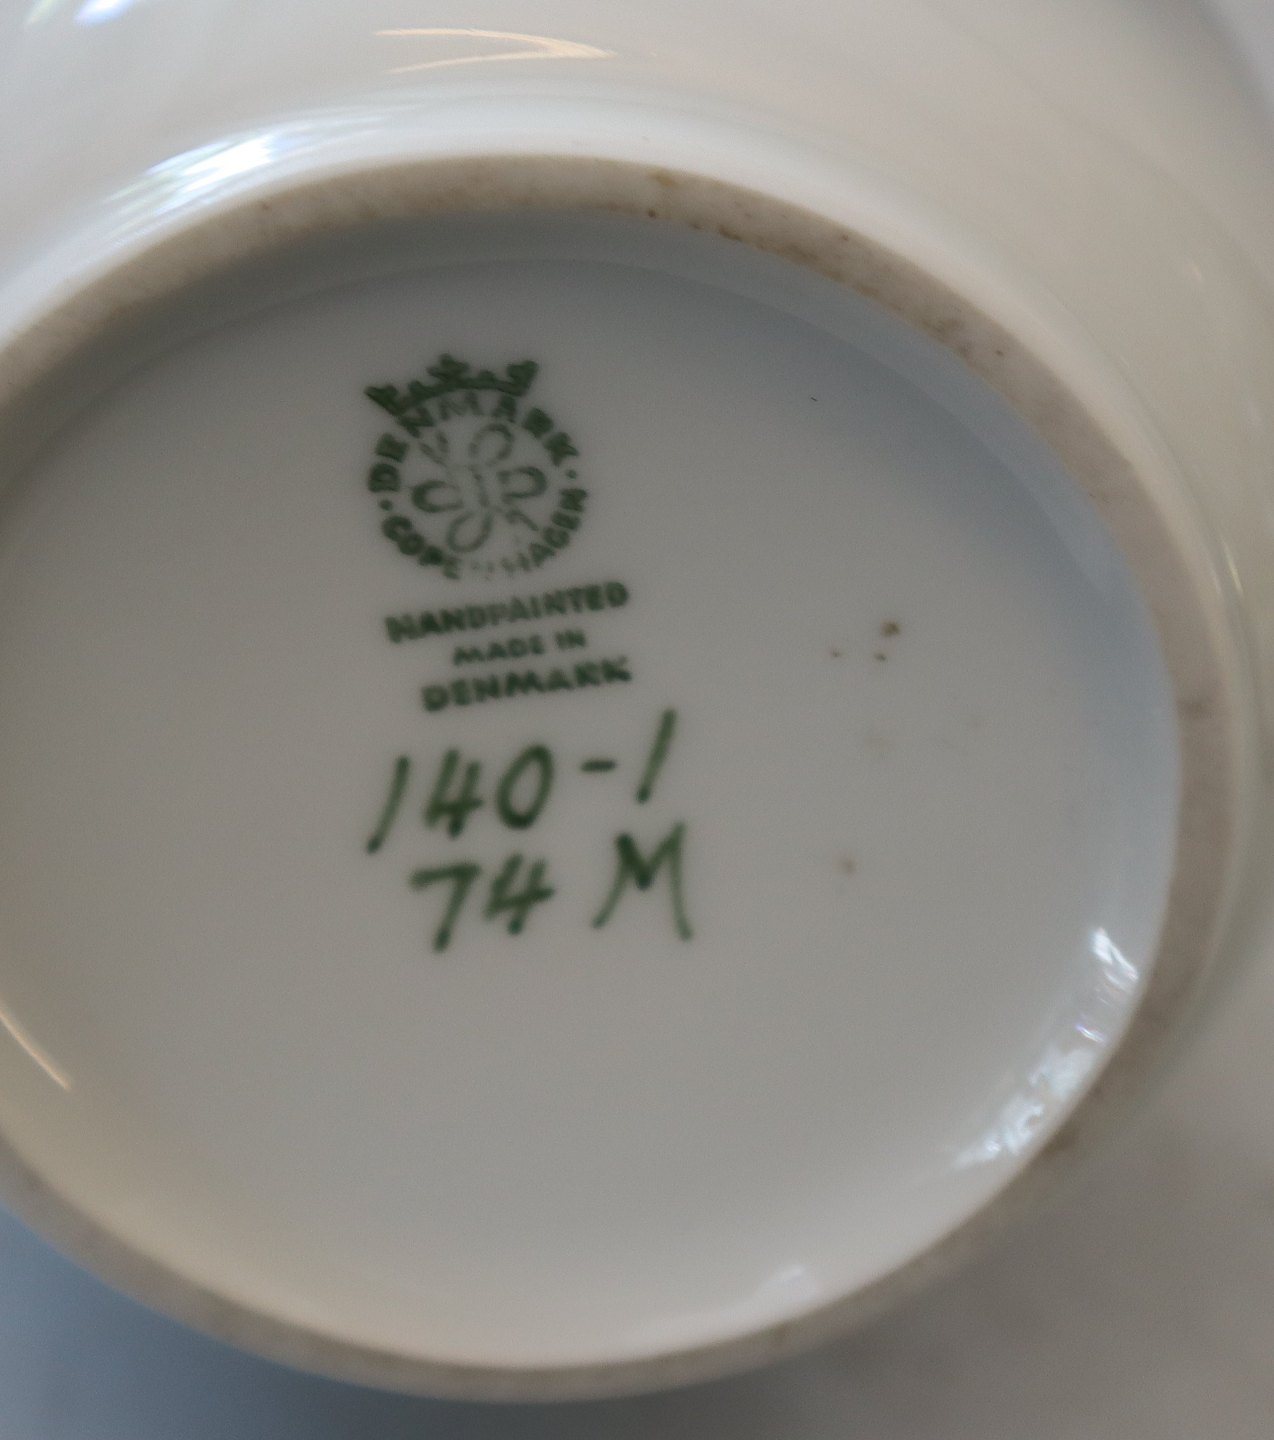 DENMARK
COPENHAGEN
HANDPAINTED
MADE IN
DENMARK
140-1
74 M